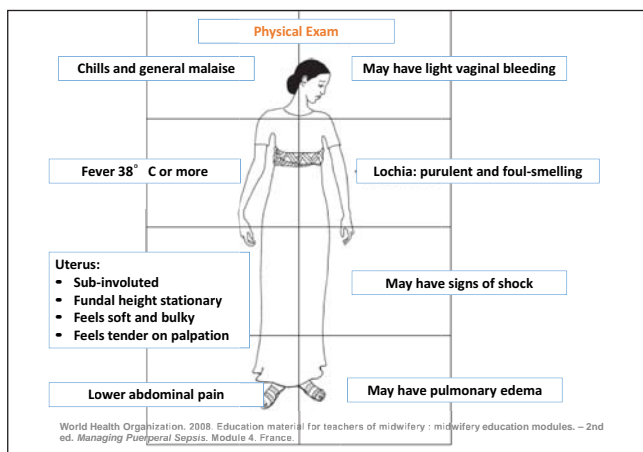 Physical Exam
Chills and general malaise
May have light vaginal bleeding
Fever 38° C or more
Lochia: purulent and foul-smelling
Uterus:
• Sub-involuted
• Fundal height stationary
• Feels soft and bulky
• Feels tender on palpation
May have signs of shock
Lower abdominal pain
May have pulmonary edema
World Health Organization. 2008. Education material for teachers of midwifery : midwifery education modules. – 2nd
ed. Managing Puerperal Sepsis. Module 4. France.